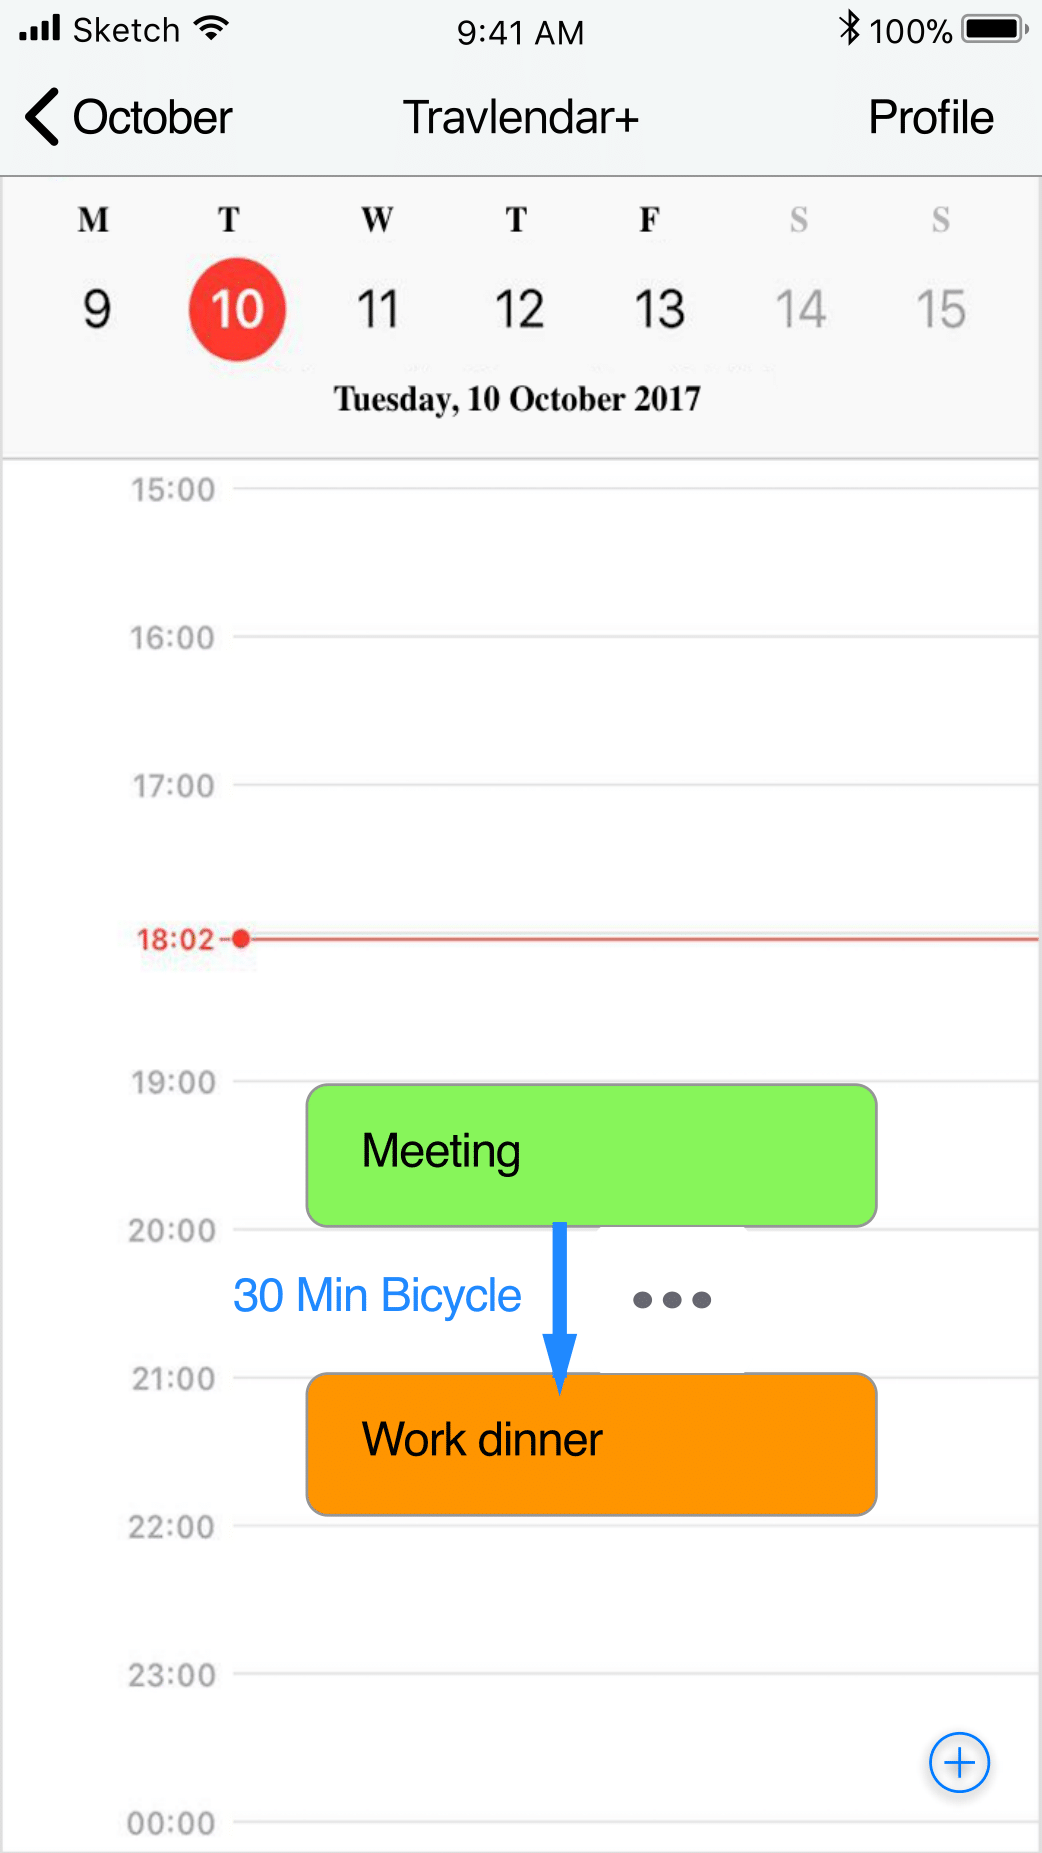 Sketch 9:41 AM 100%
October Travlendar+ Profile
M T W T F S S
9 10 11 12 13 14 15
Tuesday, 10 October 2017
15:00
16:00
17:00
18:02
19:00
Meeting
20:00
30 Min Bicycle
21:00
Work dinner
22:00
23:00
00:00